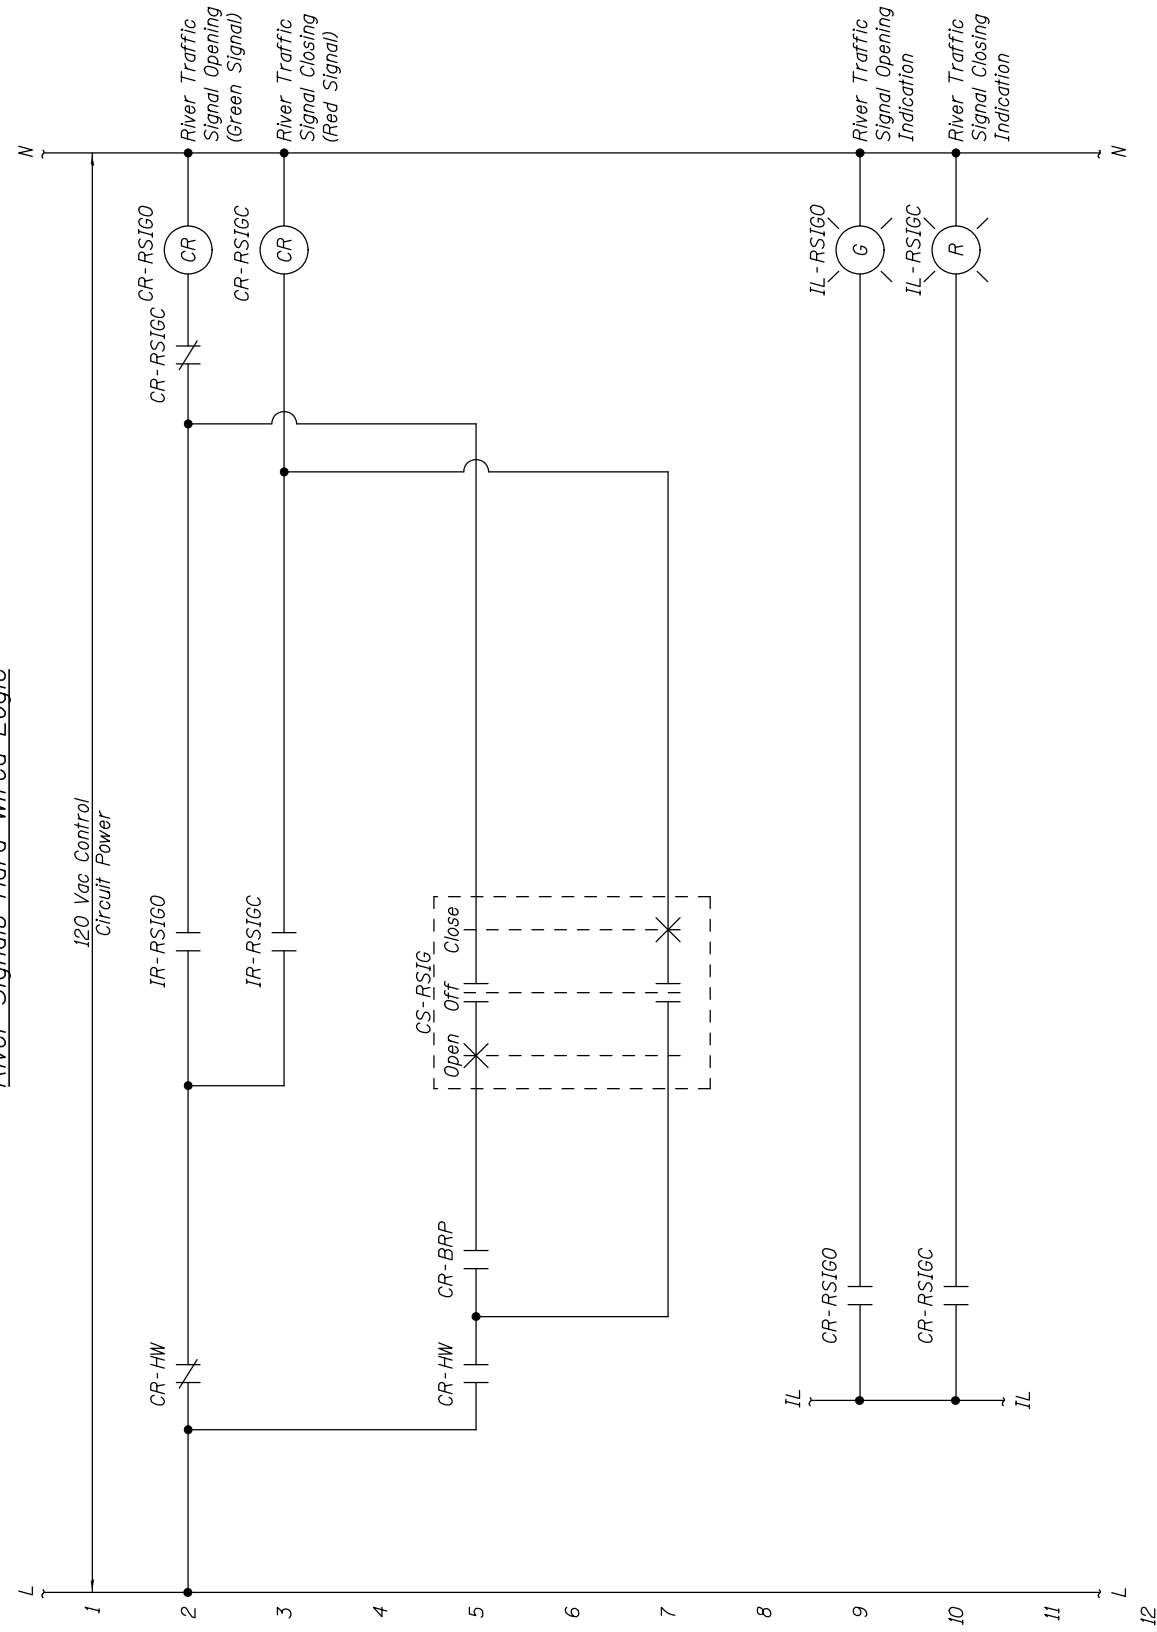 River Signals Hard Wired Logic
L
N
1
120 Vac Control
Circuit Power
2
CR-HW
IR-RSIGO
CR-RSIGC
CR-RSIGO
CR
River Traffic
Signal Opening
(Green Signal)
3
IR-RSIGC
CR-RSIGC
CR
River Traffic
Signal Closing
(Red Signal)
4
CS-RSIG
Open
Off
Close
5
CR-HW
CR-BRP
6
7
8
IL
9
CR-RSIGO
IL-RSIGO
G
River Traffic
Signal Opening
Indication
10
CR-RSIGC
IL-RSIGC
R
River Traffic
Signal Closing
Indication
IL
11
L
N
12